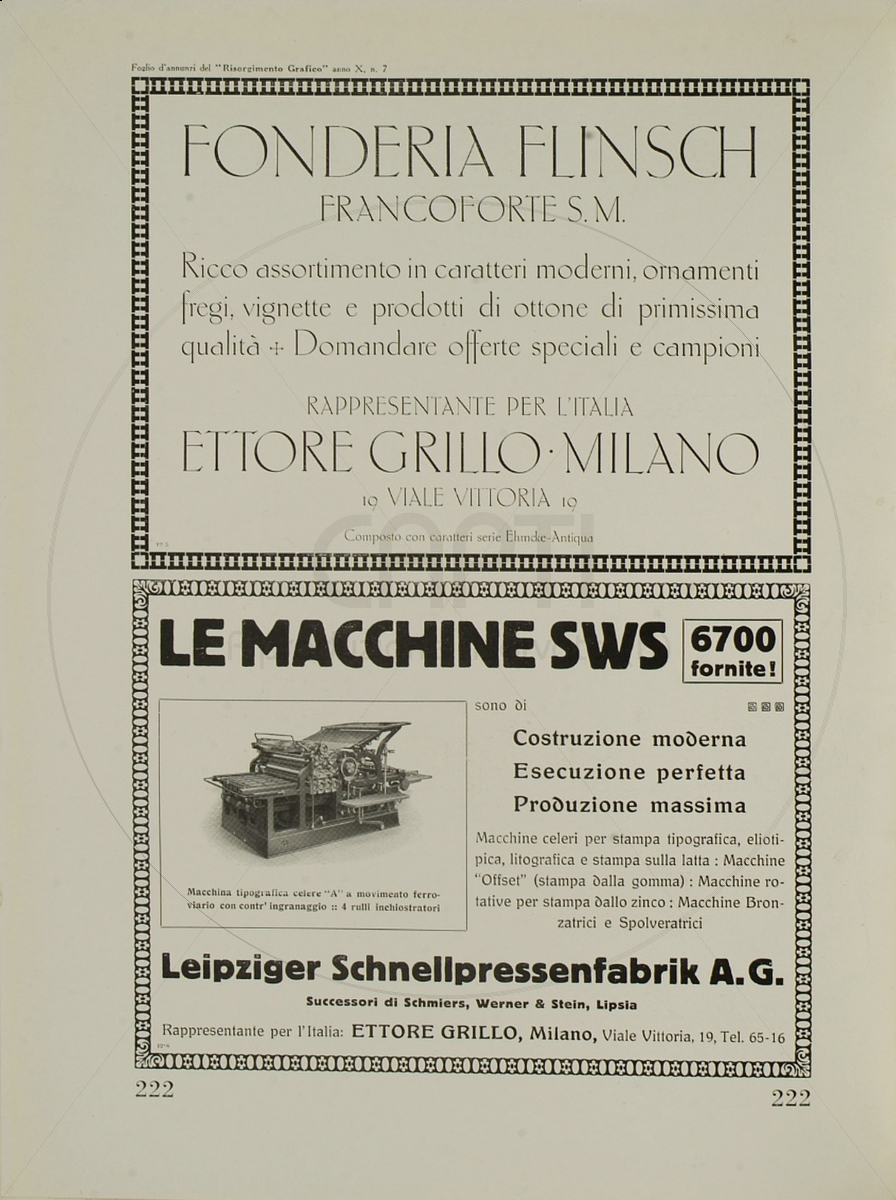 Foglio d'annunzi del "Risorgimento Grafico" anno X, n. 7
FONDERIA FLINSCH
FRANCOFORTE S. M.
Ricco assortimento in caratteri moderni, ornamenti
fregi, vignette e prodotti di ottone di primissima
qualità + Domandare offerte speciali e campioni
RAPPRESENTANTE PER L'ITALIA
ETTORE GRILLO · MILANO
19 VIALE VITTORIA 19
Composto con caratteri serie Ehmcke-Antiqua
LE MACCHINE SWS
6700
fornite!
sono di
Costruzione moderna
Esecuzione perfetta
Produzione massima
Macchine celeri per stampa tipografica, elioti-
pica, litografica e stampa sulla latta : Macchine
"Offset" (stampa dalla gomma) : Macchine ro-
tative per stampa dallo zinco : Macchine Bron-
zatrici e Spolveratrici
Macchina tipografica celere "A" a movimento ferro-
viario con contr' ingranaggio :: 4 rulli inchiostratori
Leipziger Schnellpressenfabrik A.G.
Successori di Schmiers, Werner & Stein, Lipsia
Rappresentante per l'Italia: ETTORE GRILLO, Milano, Viale Vittoria, 19, Tel. 65-16
222
222